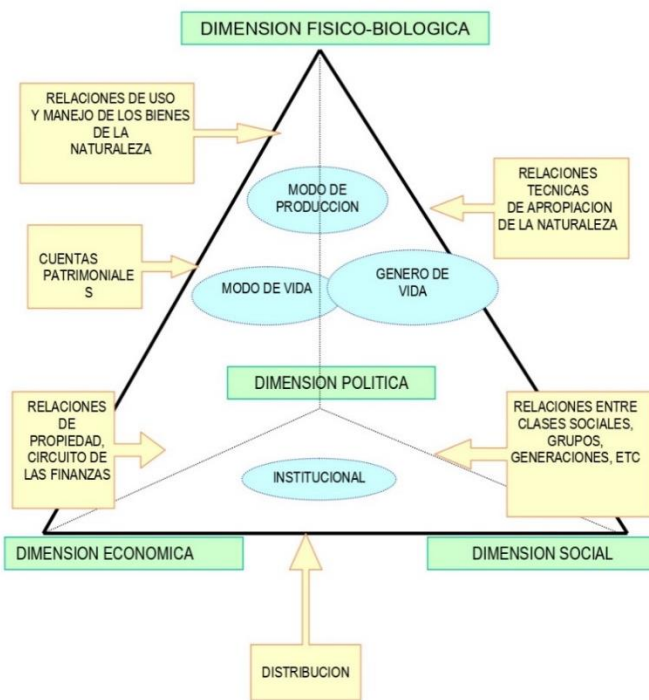 DIMENSION FISICO-BIOLOGICA
RELACIONES DE USO
Y MANEJO DE LOS BIENES
DE LA
NATURALEZA
MODO DE
PRODUCCION
RELACIONES
TECNICAS
DE APROPIACION
DE LA NATURALEZA
CUENTAS
PATRIMONIALE
S
MODO DE VIDA
GENERO DE
VIDA
DIMENSION POLITICA
RELACIONES
DE
PROPIEDAD,
CIRCUITO DE
LAS FINANZAS
RELACIONES ENTRE
CLASES SOCIALES,
GRUPOS,
GENERACIONES, ETC
INSTITUCIONAL
DIMENSION ECONOMICA
DIMENSION SOCIAL
DISTRIBUCION